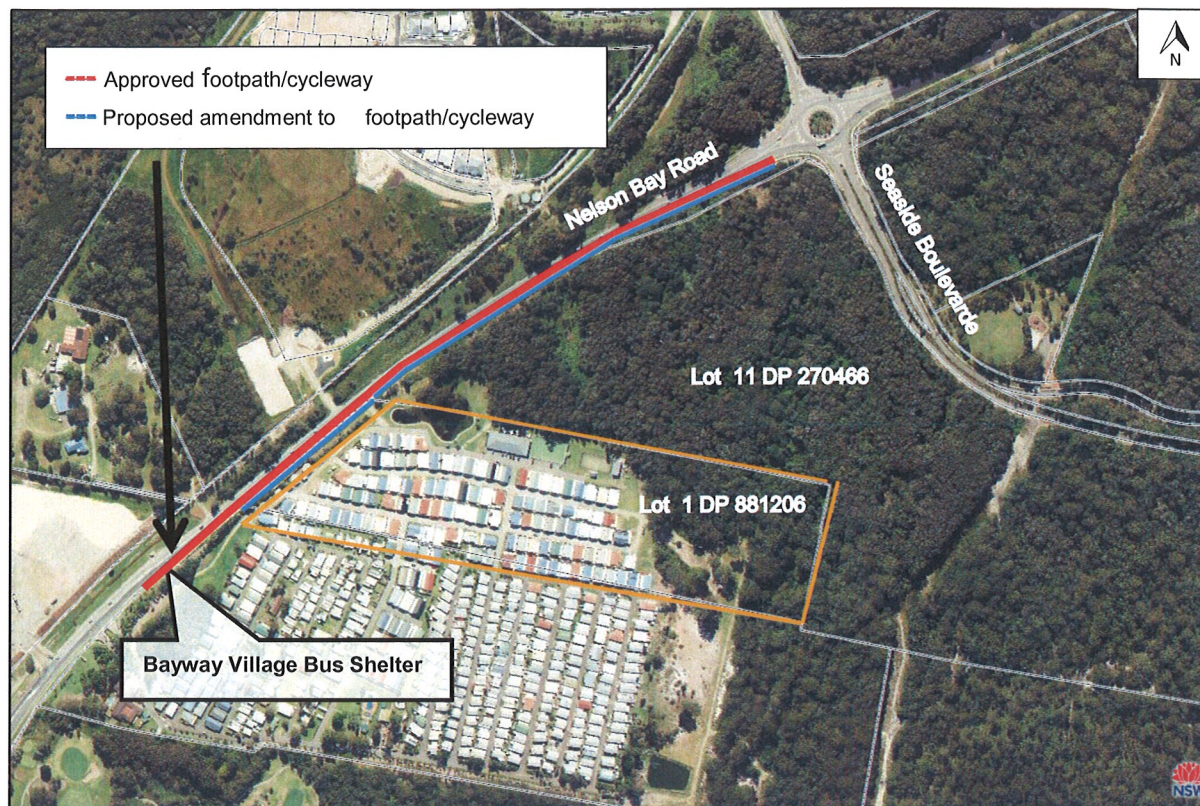 Approved footpath/cycleway
N
Proposed amendment to footpath/cycleway
Nelson Bay Road
Seaside Boulevarde
Lot 11 DP 270466
Lot 1 DP 881206
Bayway Village Bus Shelter
NSW